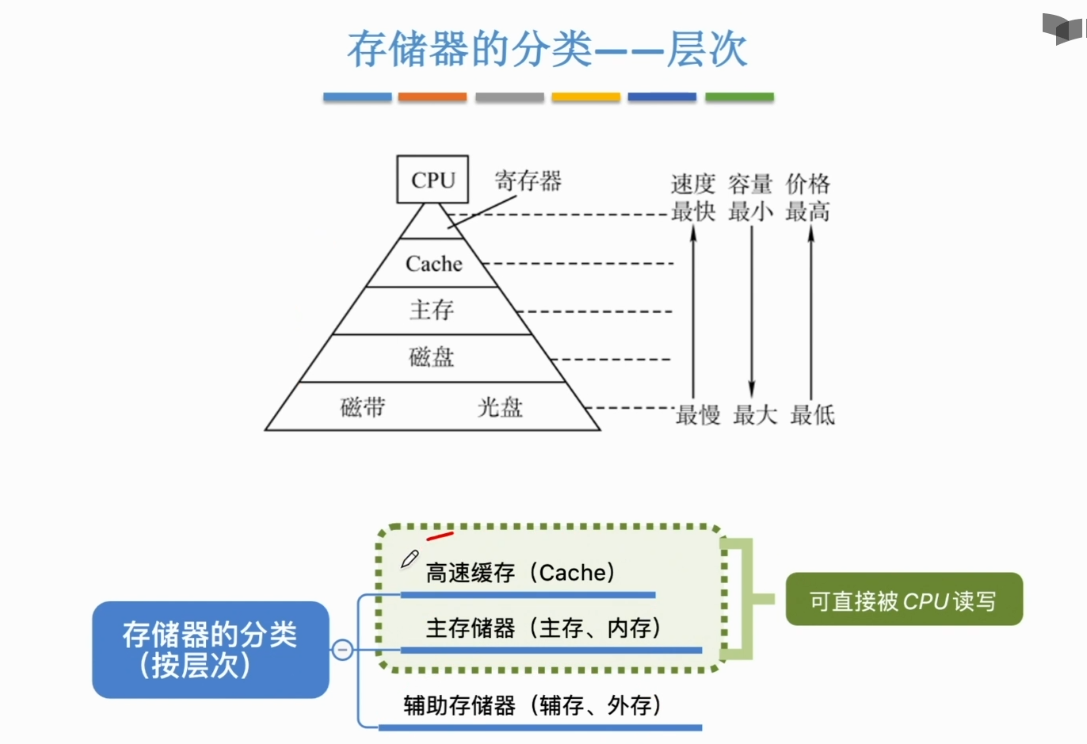 存储器的分类——层次
CPU
寄存器
速度 容量 价格
最快 最小 最高
Cache
主存
磁盘
磁带 光盘
最慢 最大 最低
高速缓存（Cache）
可直接被CPU读写
存储器的分类
（按层次）
主存储器（主存、内存）
辅助存储器（辅存、外存）